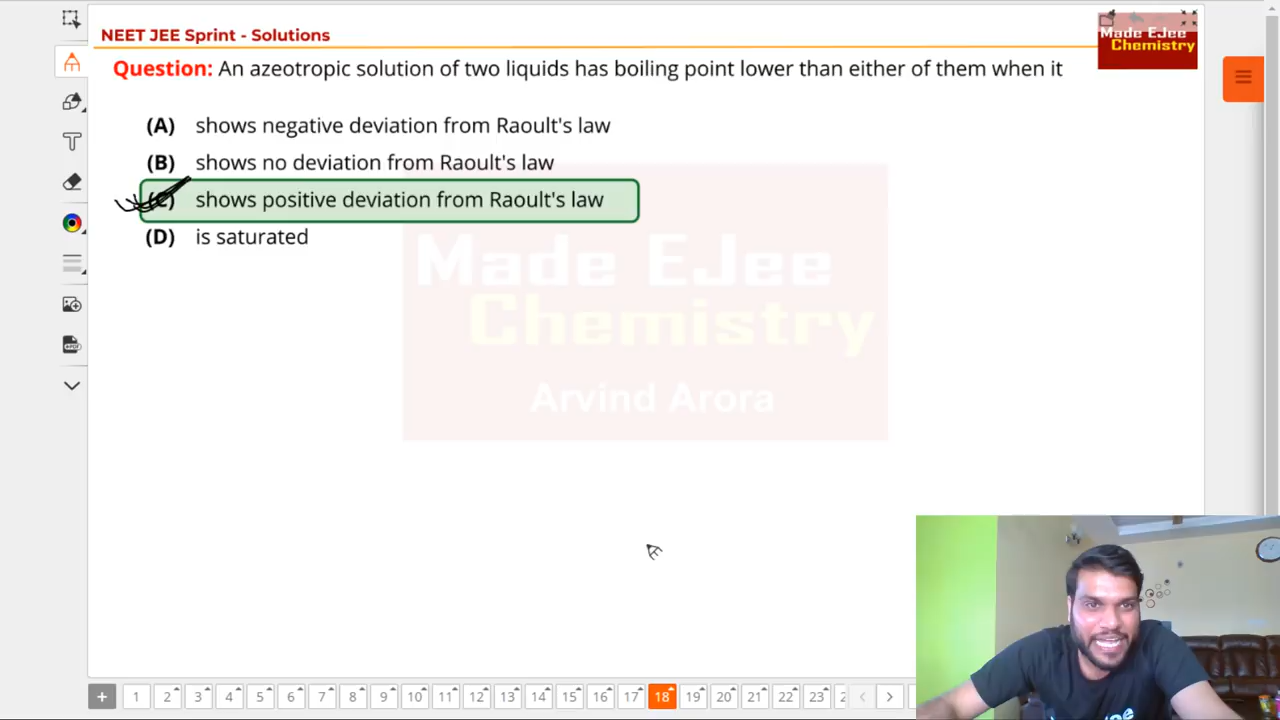 NEET JEE Sprint - Solutions
Made EJee
Chemistry
Question: An azeotropic solution of two liquids has boiling point lower than either of them when it
(A) shows negative deviation from Raoult's law
(B) shows no deviation from Raoult's law
(C) shows positive deviation from Raoult's law
(D) is saturated
Made EJee
Chemistry
Arvind Arora
+ 1 2 3 4 5 6 7 8 9 10 11 12 13 14 15 16 17 18 19 20 21 22 23 2 < >